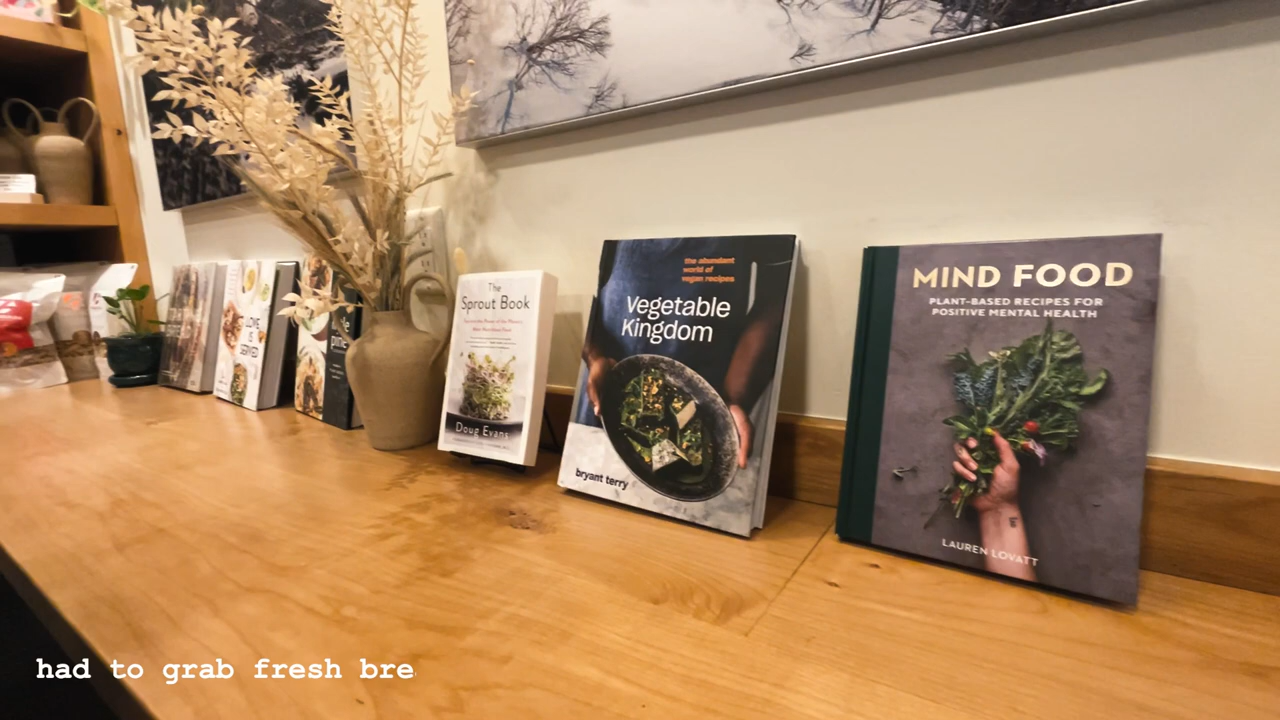 LOVE
IS
SERVED
The
Sprout Book
Doug Evans
the abundant
world of
vegan recipes
Vegetable
Kingdom
bryant terry
MIND FOOD
PLANT-BASED RECIPES FOR
POSITIVE MENTAL HEALTH
LAUREN LOVATT
had to grab fresh bre